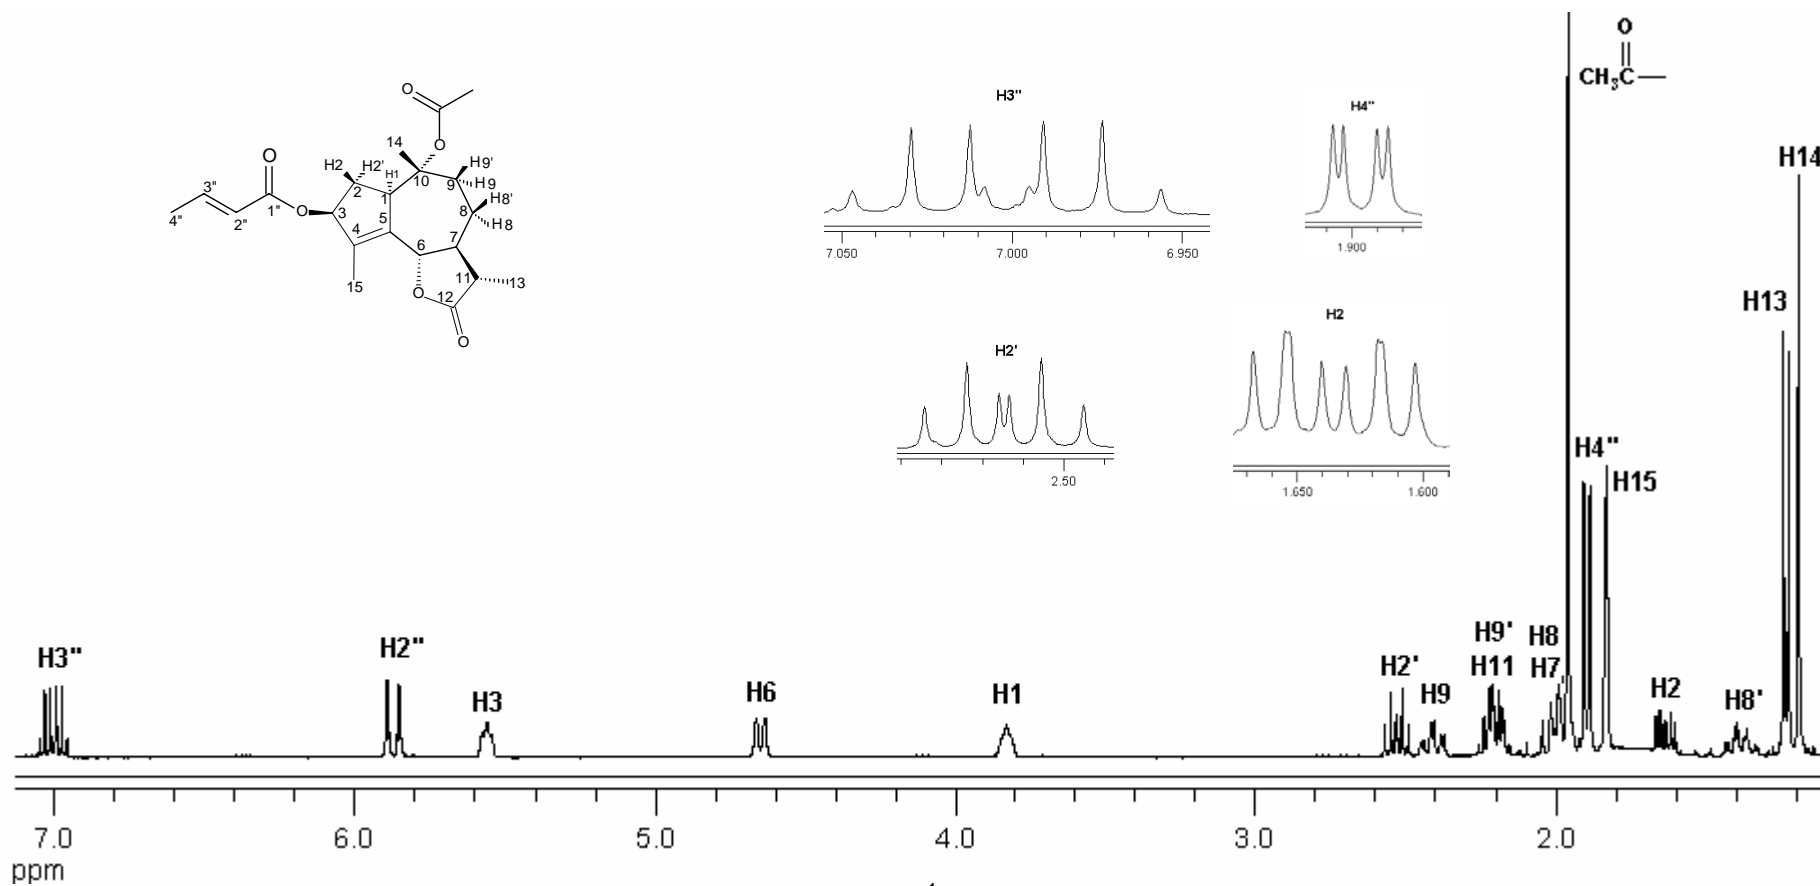 O
CH₃C
O
14
O
H2
H2'
H1
10
9
H9'
H9
H8'
8
H8
O
3''
4''
2''
1''
O
3
2
1
5
4
6
7
15
11
13
O
12
O
H3''
7.050
7.000
6.950
H4''
1.900
H2'
2.50
H2
1.650
1.600
H14
H13
H4''
H15
H3''
H2''
H3
H6
H1
H2'
H9
H9'
H11
H8
H7
H2
H8'
7.0
6.0
5.0
4.0
3.0
2.0
ppm